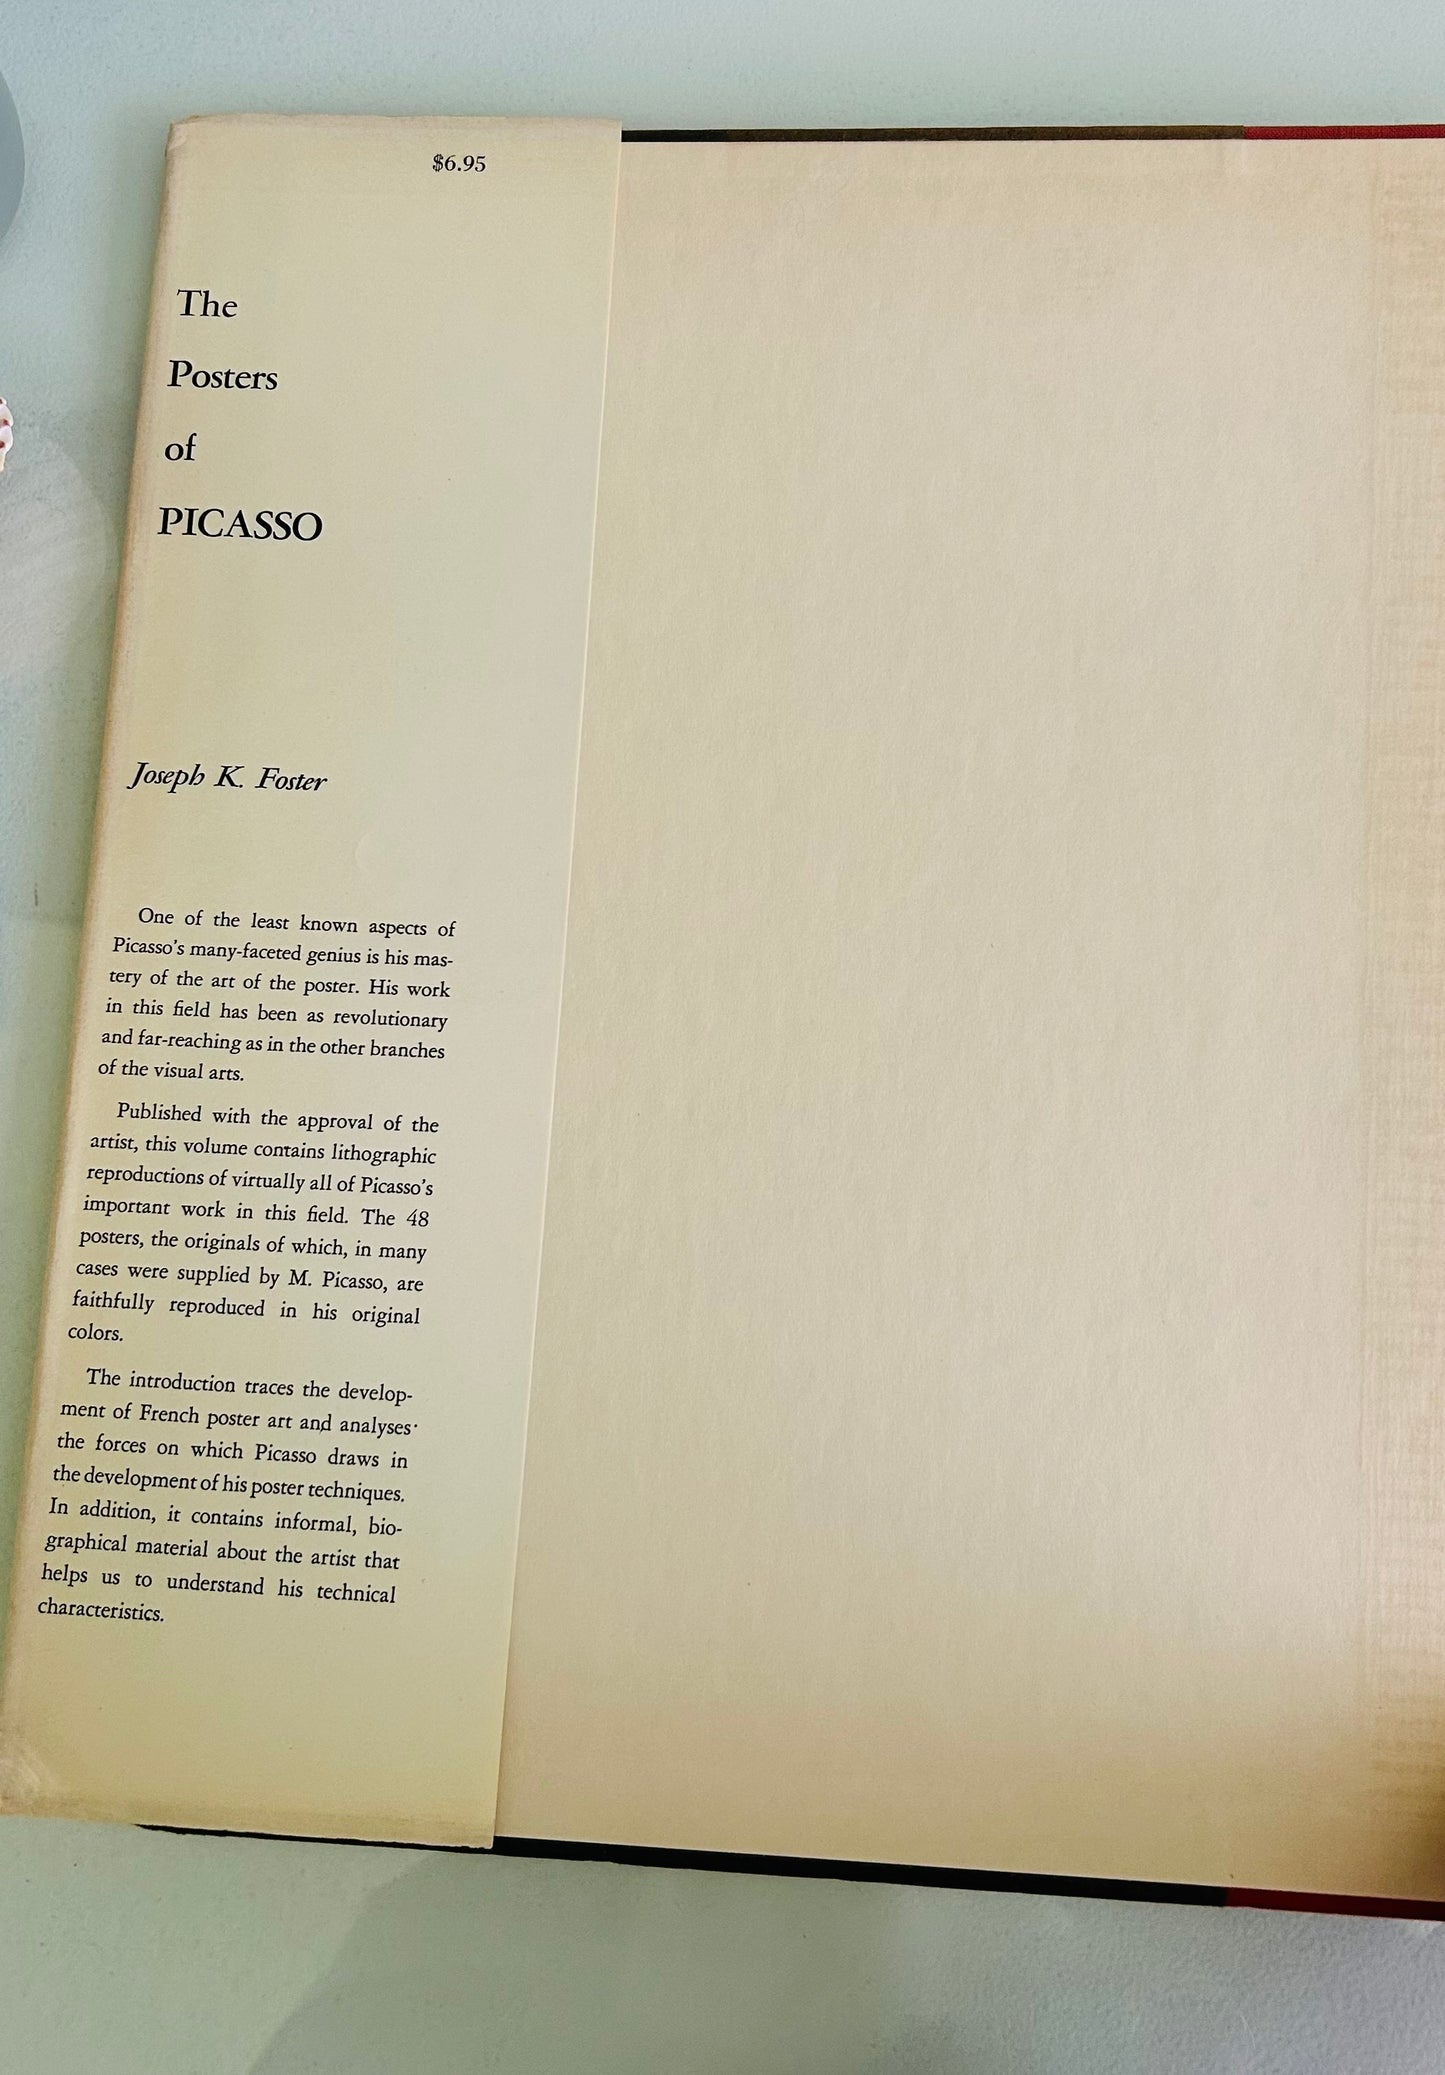 $6.95
The
Posters
of
PICASSO
Joseph K. Foster
One of the least known aspects of
Picasso's many-faceted genius is his mas-
tery of the art of the poster. His work
in this field has been as revolutionary
and far-reaching as in the other branches
of the visual arts.
Published with the approval of the
artist, this volume contains lithographic
reproductions of virtually all of Picasso's
important work in this field. The 48
posters, the originals of which, in many
cases were supplied by M. Picasso, are
faithfully reproduced in his original
colors.
The introduction traces the develop-
ment of French poster art and analyses
the forces on which Picasso draws in
the development of his poster techniques.
In addition, it contains informal, bio-
graphical material about the artist that
helps us to understand his technical
characteristics.